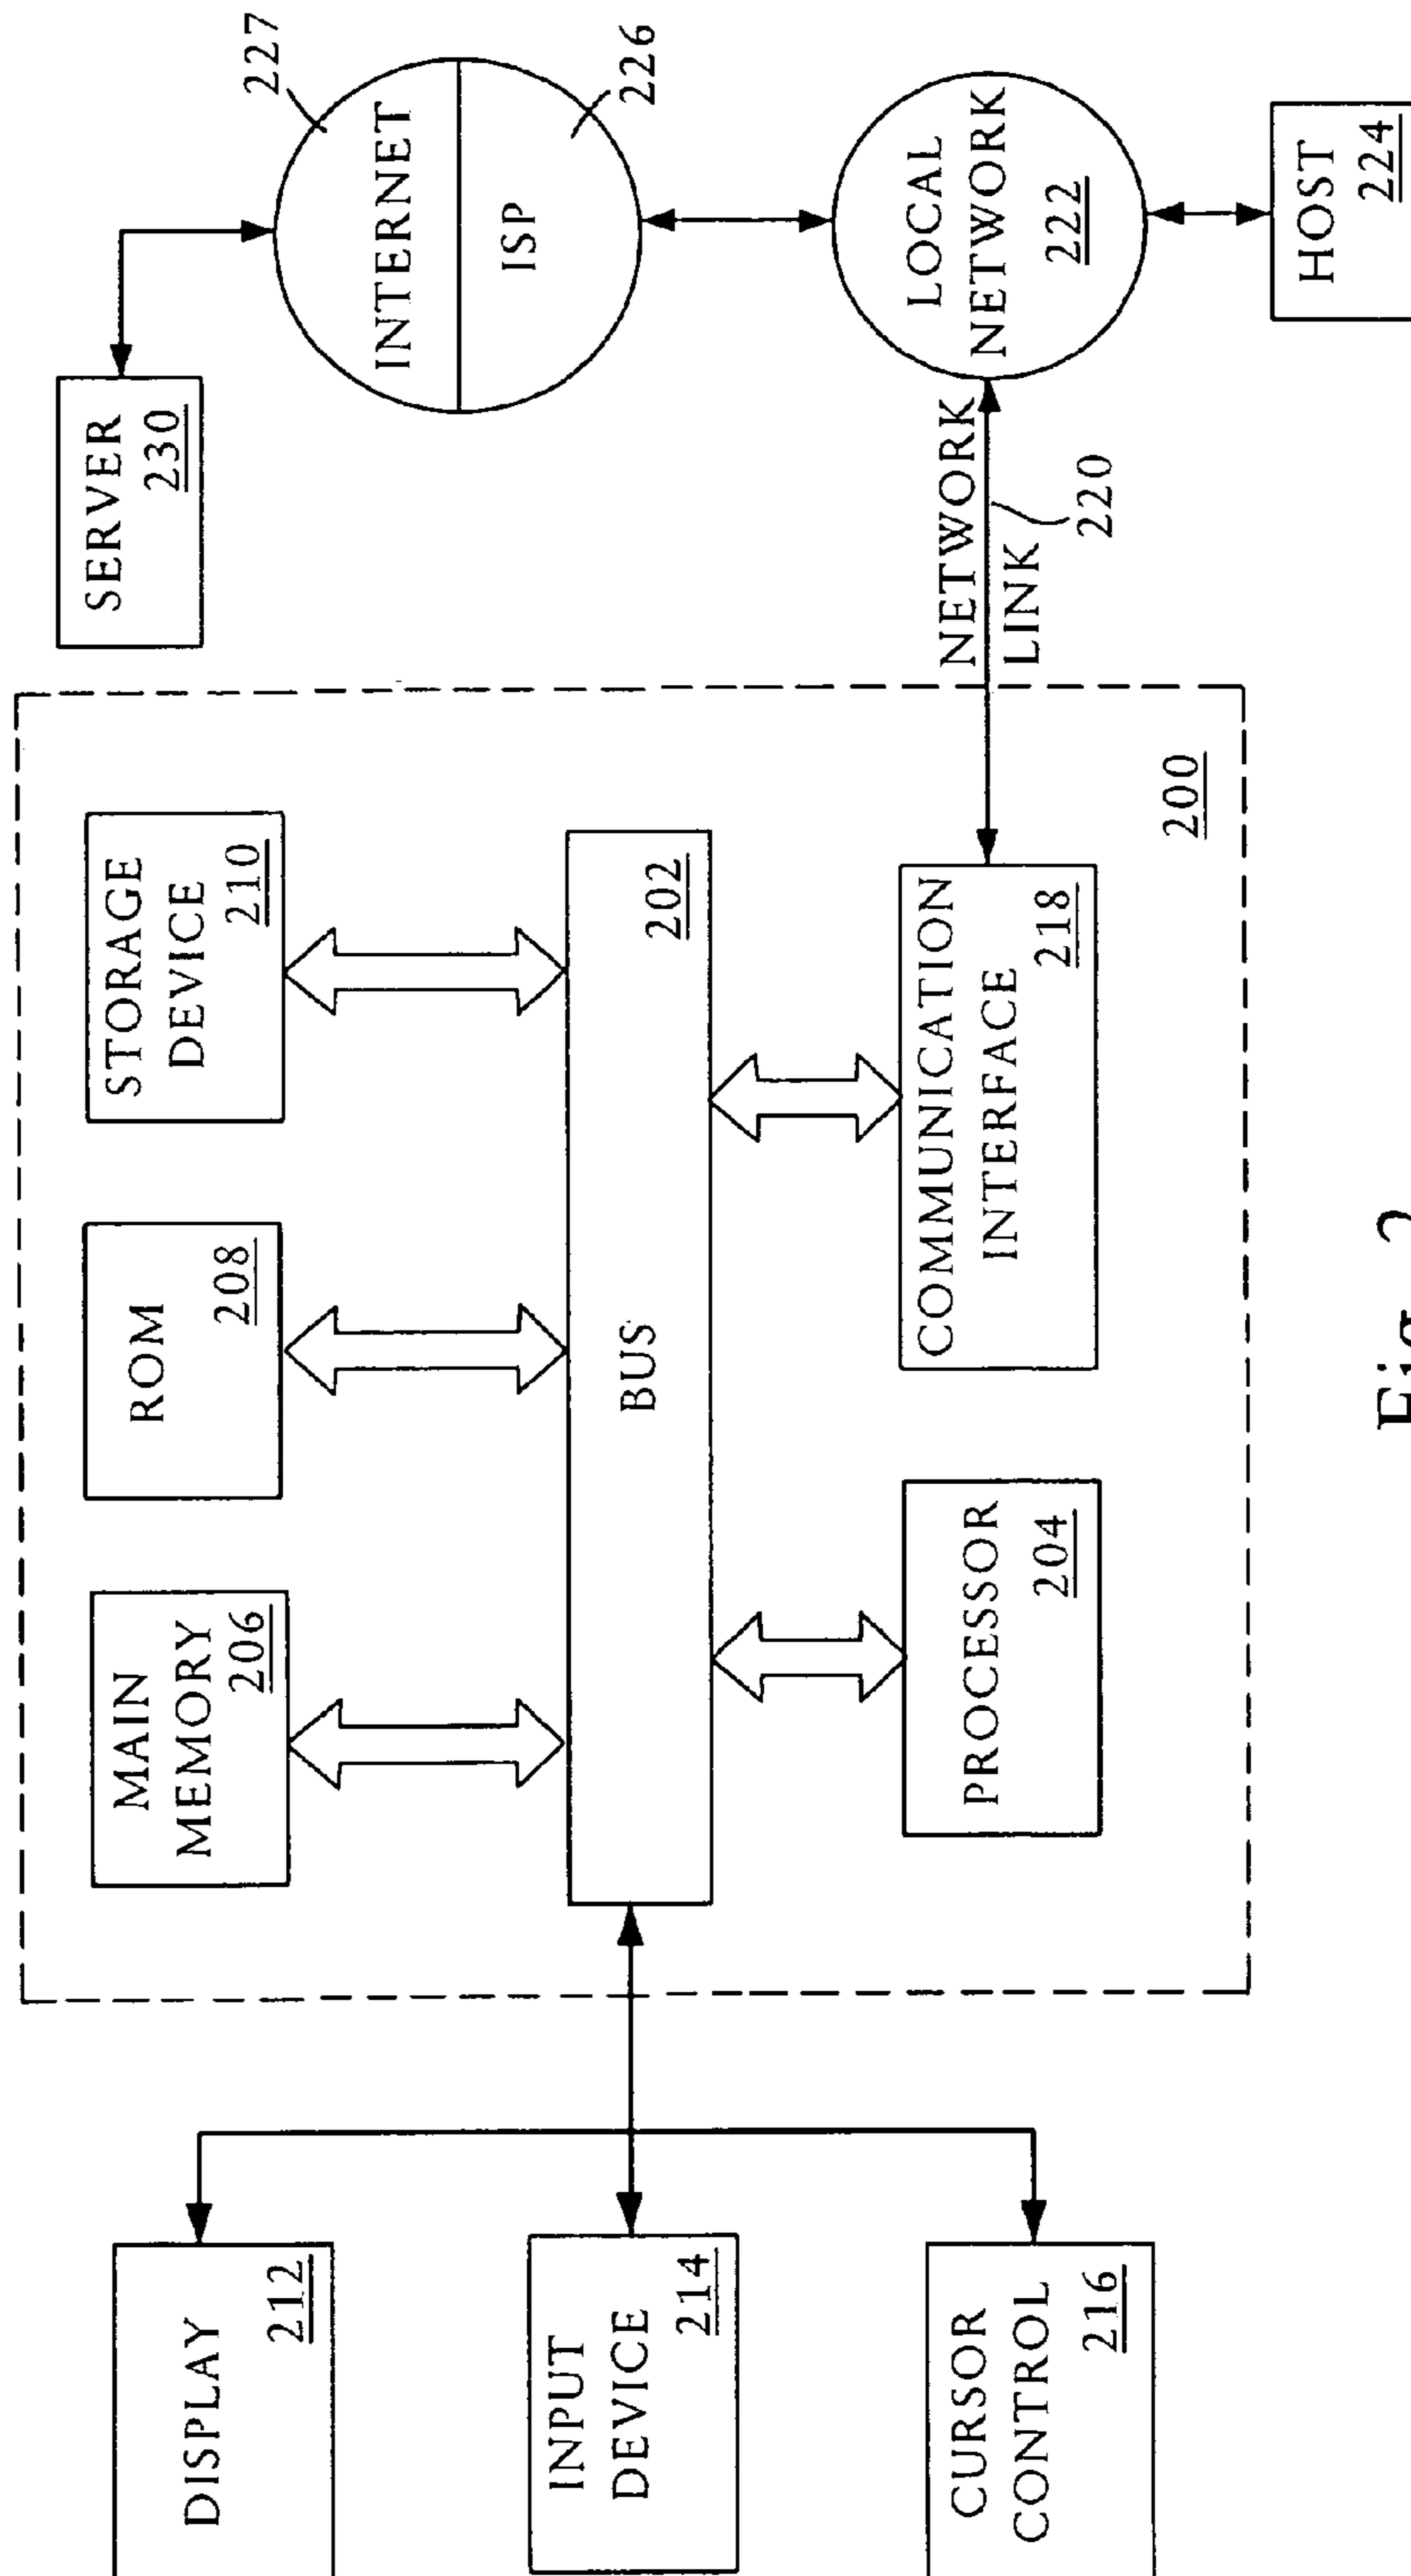 DISPLAY
212
INPUT
DEVICE
214
CURSOR
CONTROL
216
MAIN
MEMORY
206
ROM
208
STORAGE
DEVICE
210
BUS
202
PROCESSOR
204
COMMUNICATION
INTERFACE
218
200
SERVER
230
NETWORK
LINK
220
INTERNET
227
ISP
226
LOCAL
NETWORK
222
HOST
224
Fig. 2